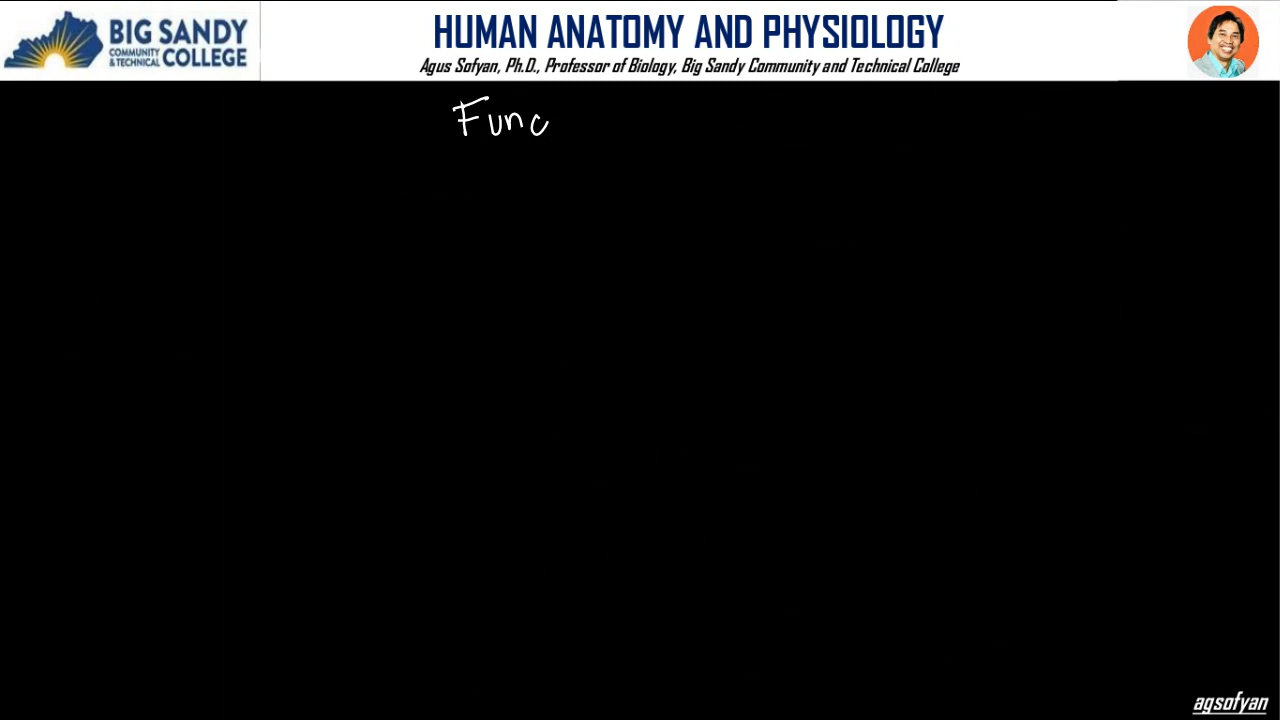 BIG SANDY
COMMUNITY
& TECHNICAL COLLEGE
HUMAN ANATOMY AND PHYSIOLOGY
Agus Sofyan, Ph.D., Professor of Biology, Big Sandy Community and Technical College
Func
agsofyan